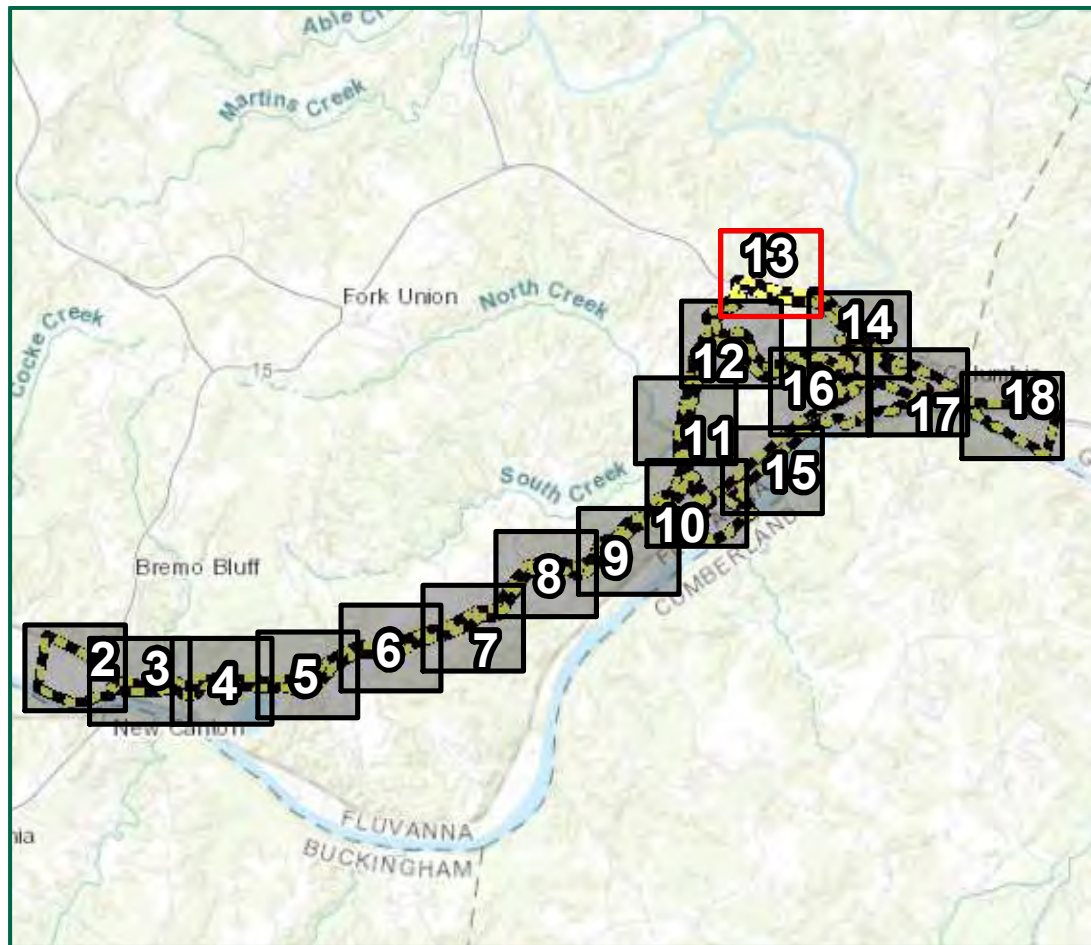 Able Cr
Martins Creek
13
Fork Union
North Creek
14
Cocke Creek
12
15
16
18
17
11
South Creek
15
10
Bremo Bluff
9
8
CUMBERLAND
6
7
2
3
4
5
New Canton
FLUVANNA
BUCKINGHAM
nia